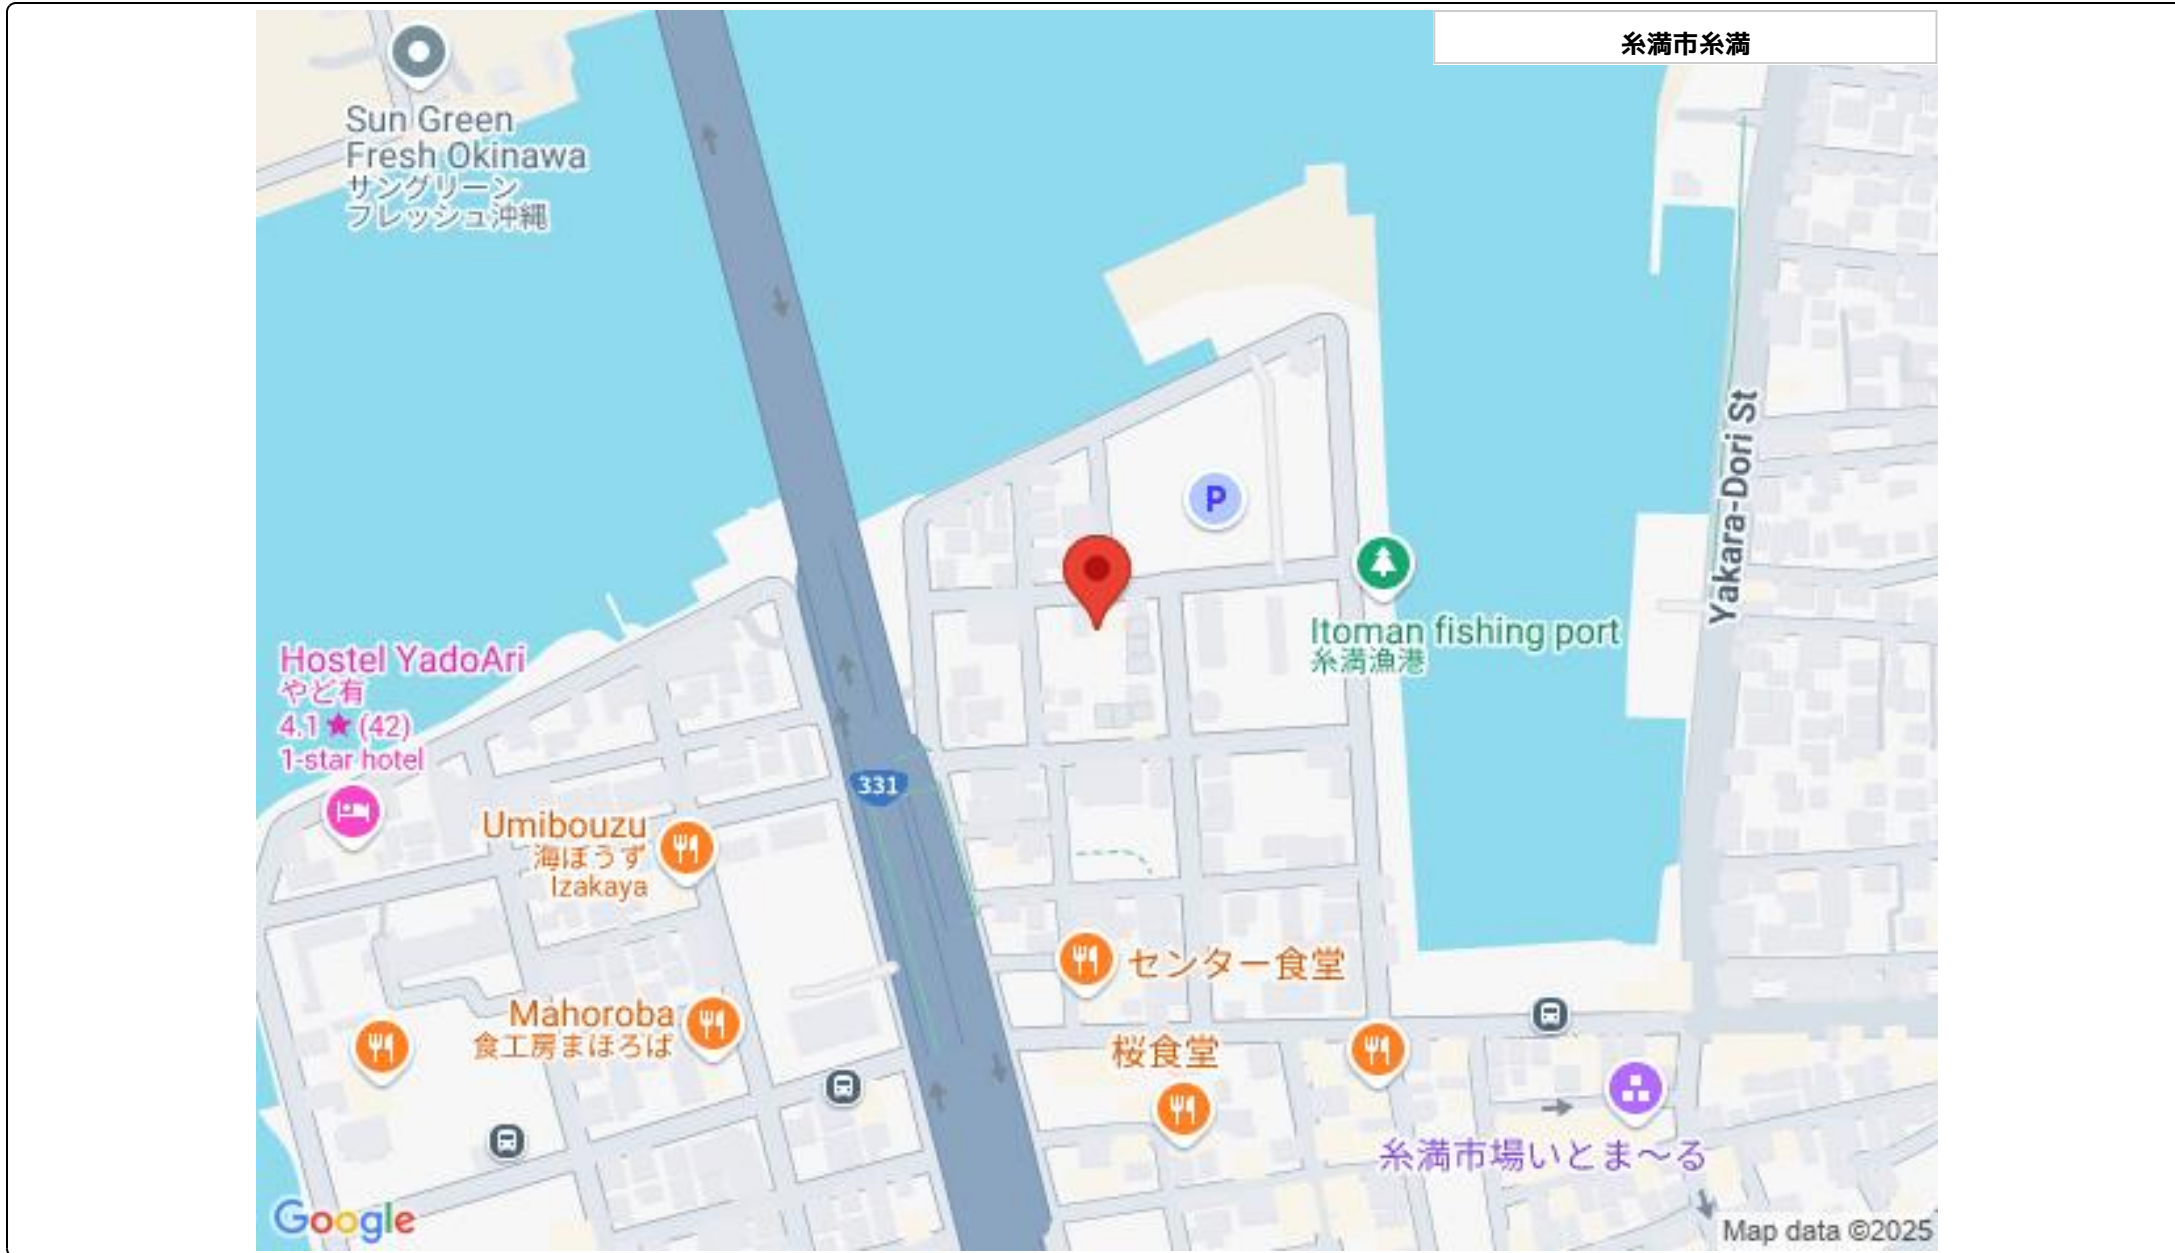 糸満市糸満
Sun Green
Fresh Okinawa
サングリーン
フレッシュ沖縄
Yakara-Dori St
P
Itoman fishing port
糸満漁港
Hostel YadoAri
やど有
4.1★(42)
1-star hotel
331
Umibouzu
海ぼうず
Izakaya
センター食堂
Mahoroba
食工房まほろば
桜食堂
糸満市場いとま～る
Google
Map data ©2025